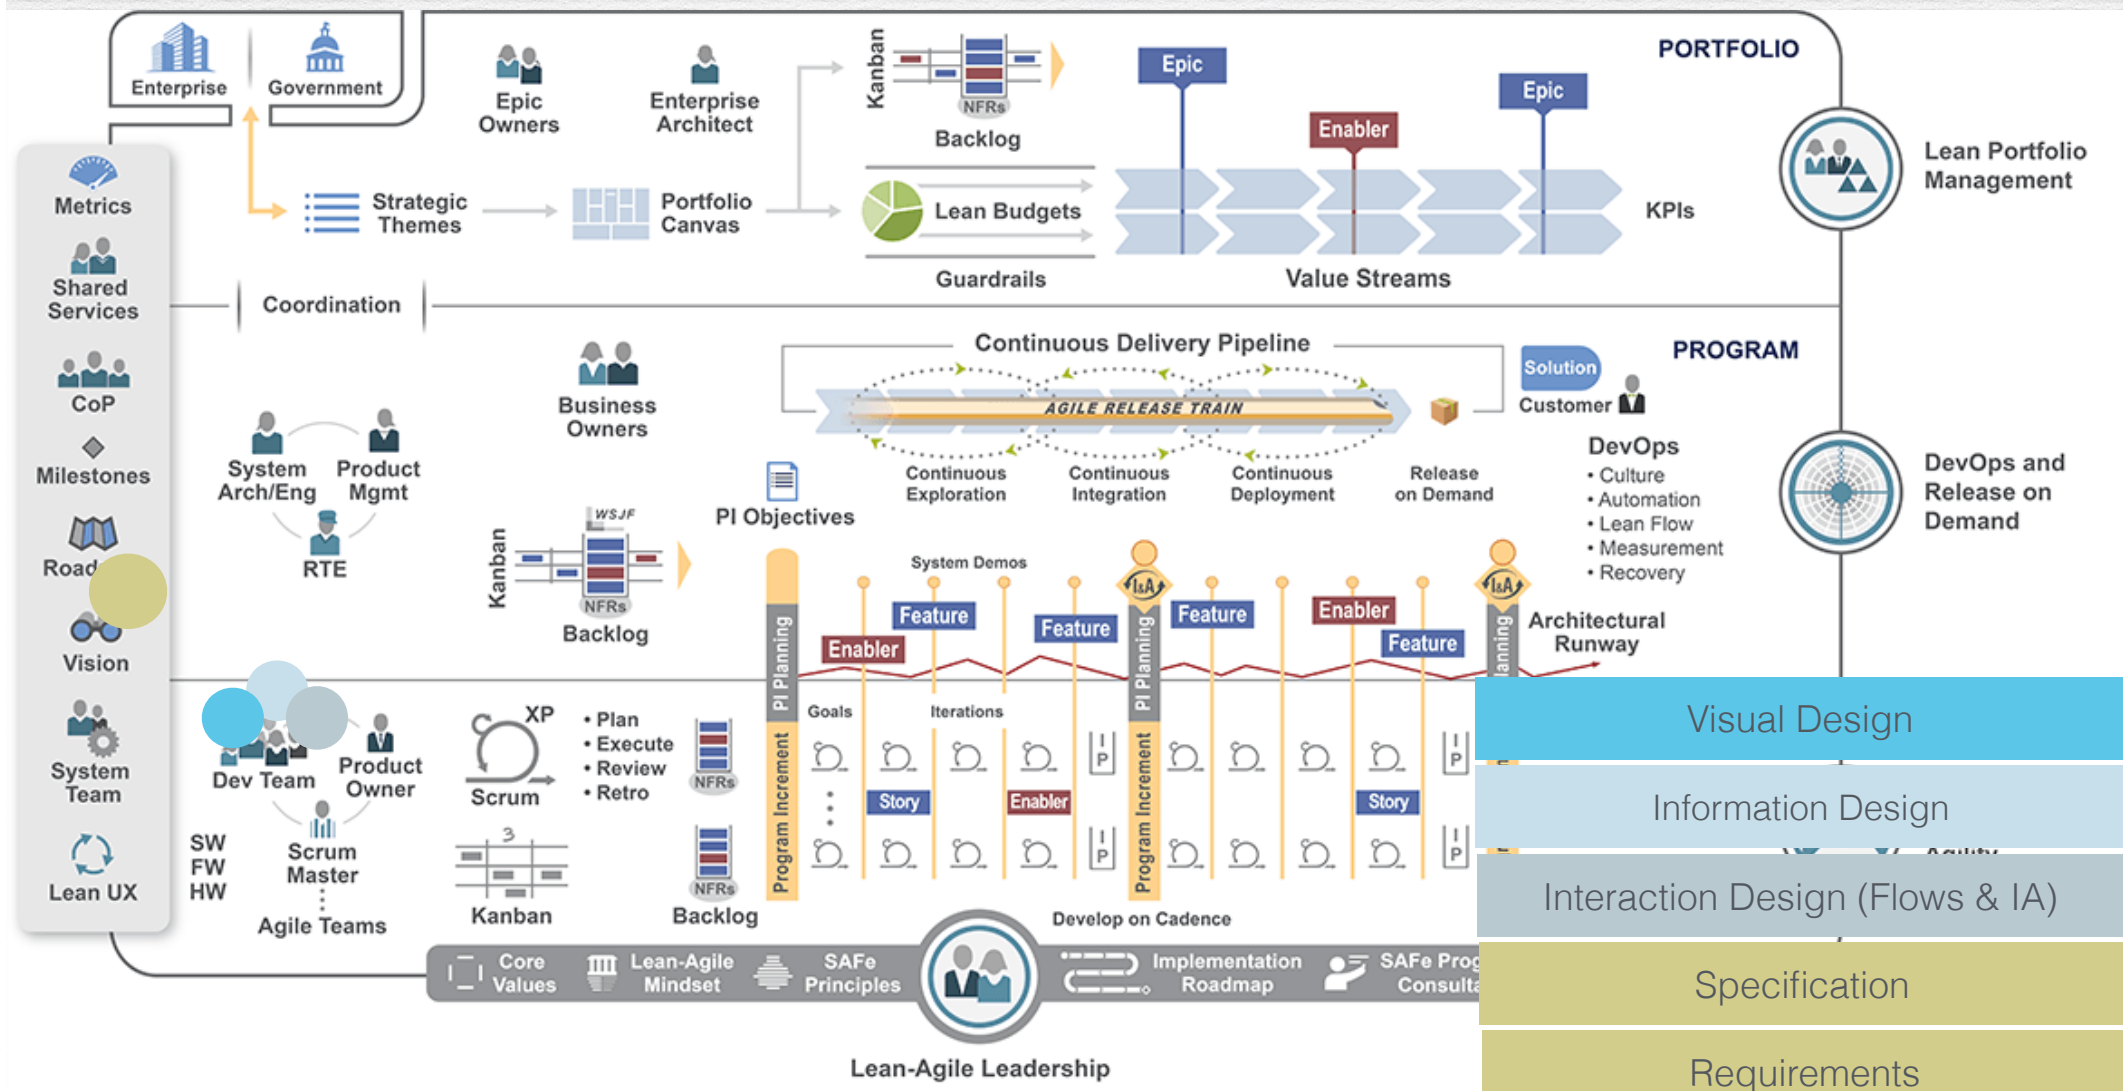 Enterprise
Government
Epic
Owners
Enterprise
Architect
Kanban
NFRs
Backlog
Epic
Enabler
Epic
PORTFOLIO
Lean Portfolio
Management
Metrics
Strategic
Themes
Portfolio
Canvas
Lean Budgets
Guardrails
Value Streams
KPIs
Shared
Services
Coordination
CoP
Milestones
Road
Vision
System
Team
Lean UX
Business
Owners
System
Arch/Eng
Product
Mgmt
RTE
Continuous Delivery Pipeline
AGILE RELEASE TRAIN
Continuous
Exploration
Continuous
Integration
Continuous
Deployment
Release
on Demand
Solution
Customer
PROGRAM
DevOps
• Culture
• Automation
• Lean Flow
• Measurement
• Recovery
DevOps and
Release on
Demand
PI Objectives
Kanban
WSJF
NFRs
Backlog
System Demos
Enabler
Feature
Feature
I&A
Feature
Enabler
Feature
I&A
Architectural
Runway
PI Planning
PI Planning
lanning
Program Increment
Program Increment
Goals
Iterations
Story
Enabler
Story
I
P
I
P
I
P
I
P
Develop on Cadence
Dev Team
Product
Owner
Scrum
Master
Agile Teams
SW
FW
HW
XP
Scrum
• Plan
• Execute
• Review
• Retro
3
Kanban
NFRs
NFRs
Backlog
Visual Design
Information Design
Interaction Design (Flows & IA)
Specification
Requirements
Core
Values
Lean-Agile
Mindset
SAFe
Principles
Implementation
Roadmap
SAFe Prog
Consulta
Lean-Agile Leadership